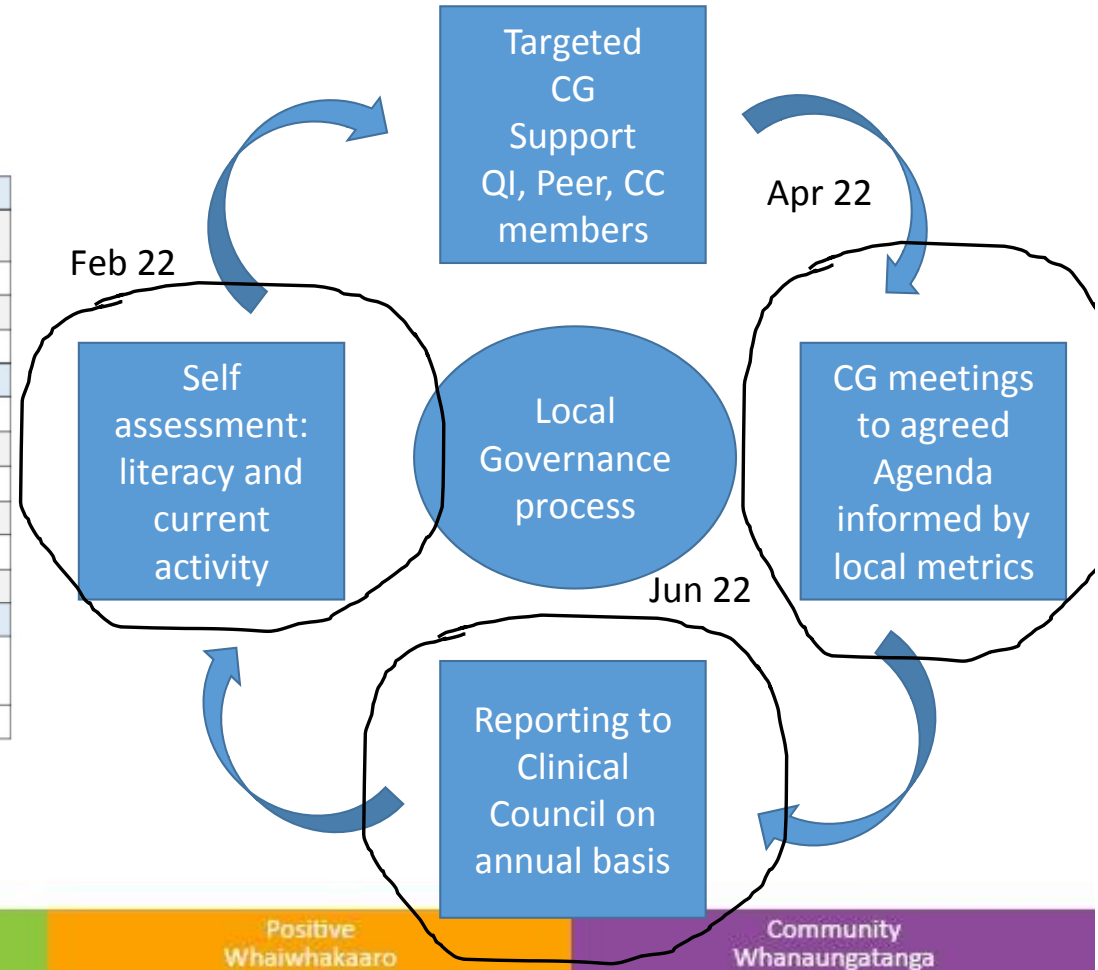 Targeted
CG
Support
QI, Peer, CC
members
Apr 22
Feb 22
Self
assessment:
literacy and
current
activity
Local
Governance
process
CG meetings
to agreed
Agenda
informed by
local metrics
Jun 22
Reporting to
Clinical
Council on
annual basis
Positive
Whaiwhakaaro
Community
Whanaungatanga